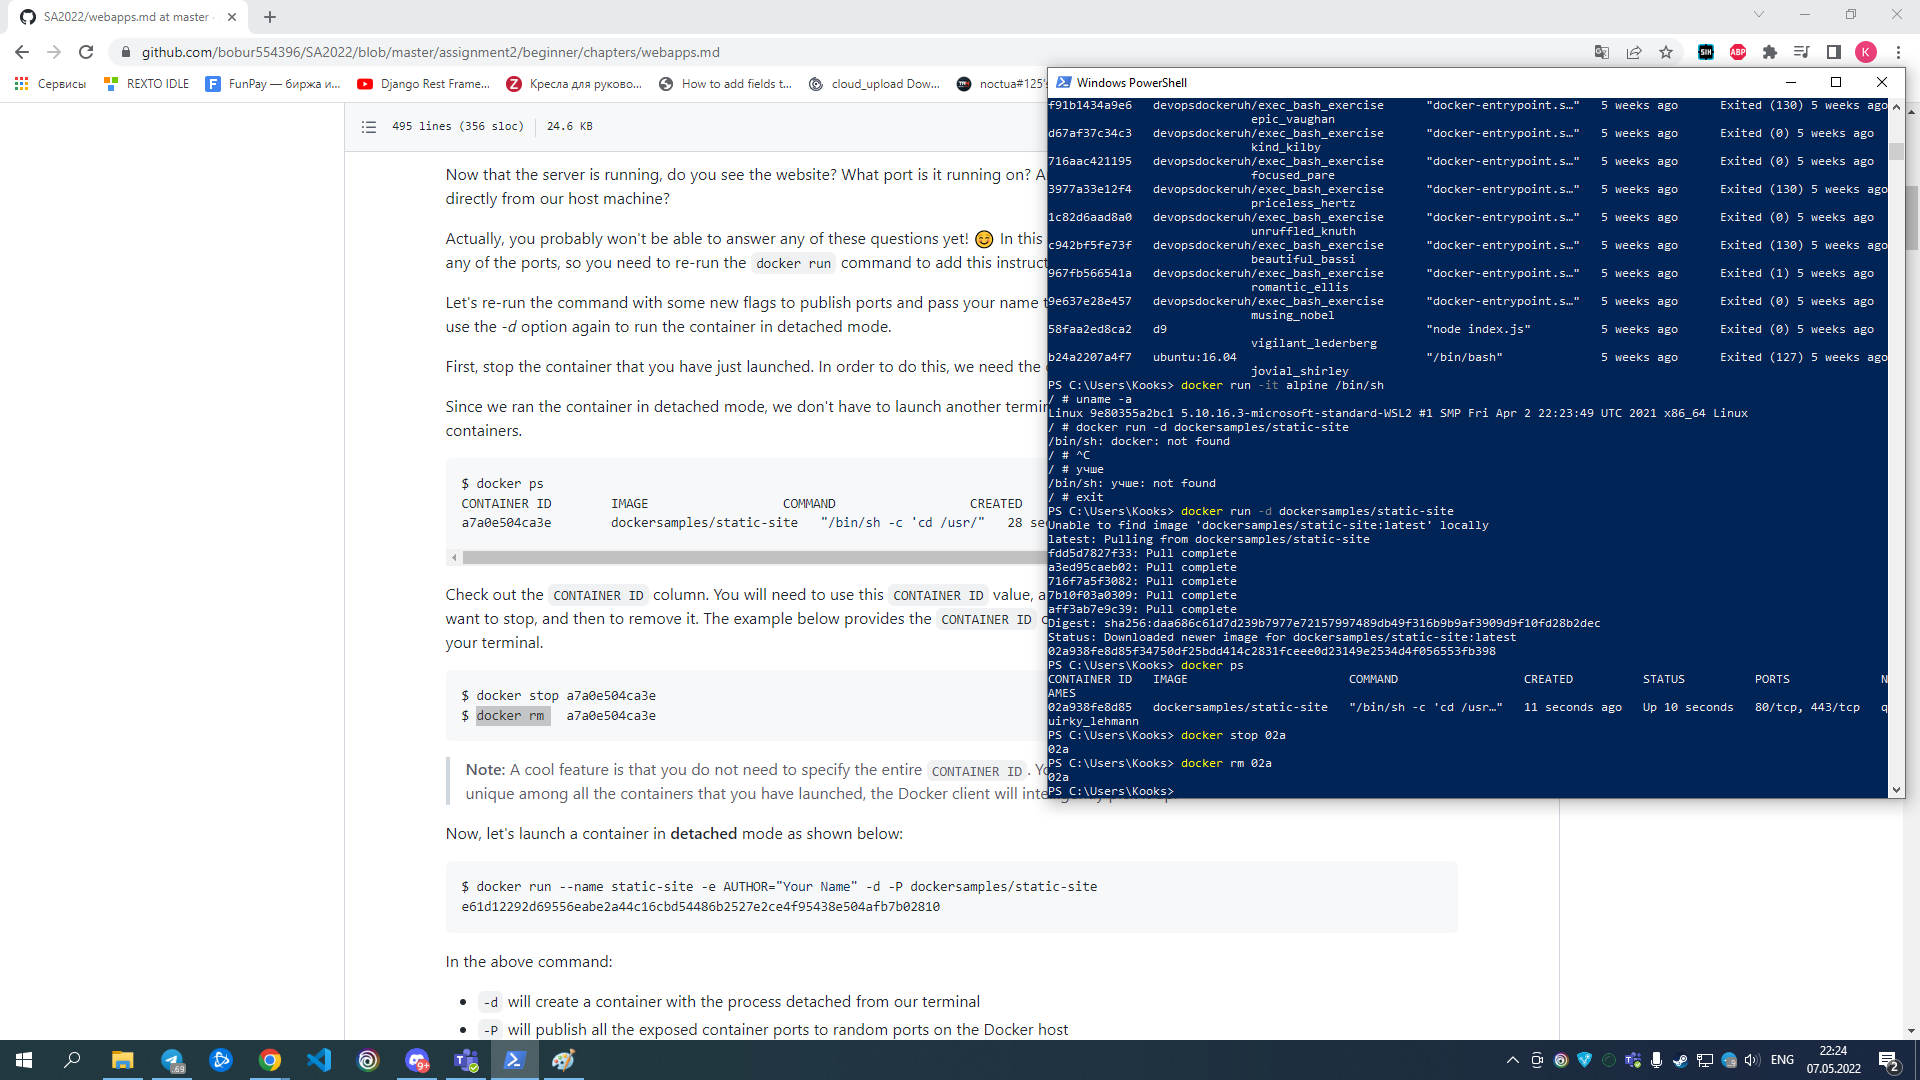 SA2022/webapps.md at master ·
github.com/bobur554396/SA2022/blob/master/assignment2/beginner/chapters/webapps.md
SIH
ABP
K
Сервисы
REXTO IDLE
FunPay — биржа и...
Django Rest Frame...
Кресла для руково...
How to add fields t...
cloud_upload Dow...
noctua#125's
495 lines (356 sloc)
24.6 KB
Now that the server is running, do you see the website? What port is it running on? A
directly from our host machine?
Actually, you probably won't be able to answer any of these questions yet! 😊 In this
any of the ports, so you need to re-run the docker run command to add this instruct
Let's re-run the command with some new flags to publish ports and pass your name t
use the -d option again to run the container in detached mode.
First, stop the container that you have just launched. In order to do this, we need the
Since we ran the container in detached mode, we don't have to launch another termin
containers.
$ docker ps
CONTAINER ID        IMAGE                  COMMAND                  CREATED
a7a0e504ca3e        dockersamples/static-site   "/bin/sh -c 'cd /usr/"   28 sec
Check out the CONTAINER ID column. You will need to use this CONTAINER ID value, a
want to stop, and then to remove it. The example below provides the CONTAINER ID
your terminal.
$ docker stop a7a0e504ca3e
$ docker rm   a7a0e504ca3e
Note: A cool feature is that you do not need to specify the entire CONTAINER ID. Yo
unique among all the containers that you have launched, the Docker client will inte
Now, let's launch a container in detached mode as shown below:
$ docker run --name static-site -e AUTHOR="Your Name" -d -P dockersamples/static-site
e61d12292d69556eabe2a44c16cbd54486b2527e2ce4f95438e504afb7b02810
In the above command:
-d will create a container with the process detached from our terminal
-P will publish all the exposed container ports to random ports on the Docker host
Windows PowerShell
f91b1434a9e6   devopsdockeruh/exec_bash_exercise      "docker-entrypoint.s…"   5 weeks ago      Exited (130) 5 weeks ago
epic_vaughan
d67af37c34c3   devopsdockeruh/exec_bash_exercise      "docker-entrypoint.s…"   5 weeks ago      Exited (0) 5 weeks ago
kind_kilby
716aac421195   devopsdockeruh/exec_bash_exercise      "docker-entrypoint.s…"   5 weeks ago      Exited (0) 5 weeks ago
focused_pare
3977a33e12f4   devopsdockeruh/exec_bash_exercise      "docker-entrypoint.s…"   5 weeks ago      Exited (130) 5 weeks ago
priceless_hertz
1c82d6aad8a0   devopsdockeruh/exec_bash_exercise      "docker-entrypoint.s…"   5 weeks ago      Exited (0) 5 weeks ago
unruffled_knuth
c942bf5fe73f   devopsdockeruh/exec_bash_exercise      "docker-entrypoint.s…"   5 weeks ago      Exited (130) 5 weeks ago
beautiful_bassi
967fb566541a   devopsdockeruh/exec_bash_exercise      "docker-entrypoint.s…"   5 weeks ago      Exited (1) 5 weeks ago
romantic_ellis
9e637e28e457   devopsdockeruh/exec_bash_exercise      "docker-entrypoint.s…"   5 weeks ago      Exited (0) 5 weeks ago
musing_nobel
58faa2ed8ca2   d9                                     "node index.js"          5 weeks ago      Exited (0) 5 weeks ago
vigilant_lederberg
b24a2207a4f7   ubuntu:16.04                           "/bin/bash"              5 weeks ago      Exited (127) 5 weeks ago
jovial_shirley
PS C:\Users\Kooks> docker run -it alpine /bin/sh
/ # uname -a
Linux 9e80355a2bc1 5.10.16.3-microsoft-standard-WSL2 #1 SMP Fri Apr 2 22:23:49 UTC 2021 x86_64 Linux
/ # docker run -d dockersamples/static-site
/bin/sh: docker: not found
/ # ^C
/ # учше
/bin/sh: учше: not found
/ # exit
PS C:\Users\Kooks> docker run -d dockersamples/static-site
Unable to find image 'dockersamples/static-site:latest' locally
latest: Pulling from dockersamples/static-site
fdd5d7827f33: Pull complete
a3ed95caeb02: Pull complete
716f7a5f3082: Pull complete
7b10f03a0309: Pull complete
aff3ab7e9c39: Pull complete
Digest: sha256:daa686c61d7d239b7977e72157997489db49f316b9b9af3909d9f10fd28b2dec
Status: Downloaded newer image for dockersamples/static-site:latest
02a938fe8d85f34750df25bdd414c2831fceee0d23149e2534d4f056553fb398
PS C:\Users\Kooks> docker ps
CONTAINER ID   IMAGE                       COMMAND                  CREATED          STATUS          PORTS             N
AMES
02a938fe8d85   dockersamples/static-site   "/bin/sh -c 'cd /usr…"   11 seconds ago   Up 10 seconds   80/tcp, 443/tcp   q
uirky_lehmann
PS C:\Users\Kooks> docker stop 02a
02a
PS C:\Users\Kooks> docker rm 02a
02a
PS C:\Users\Kooks>
.69
9+
ENG
22:24
07.05.2022
2